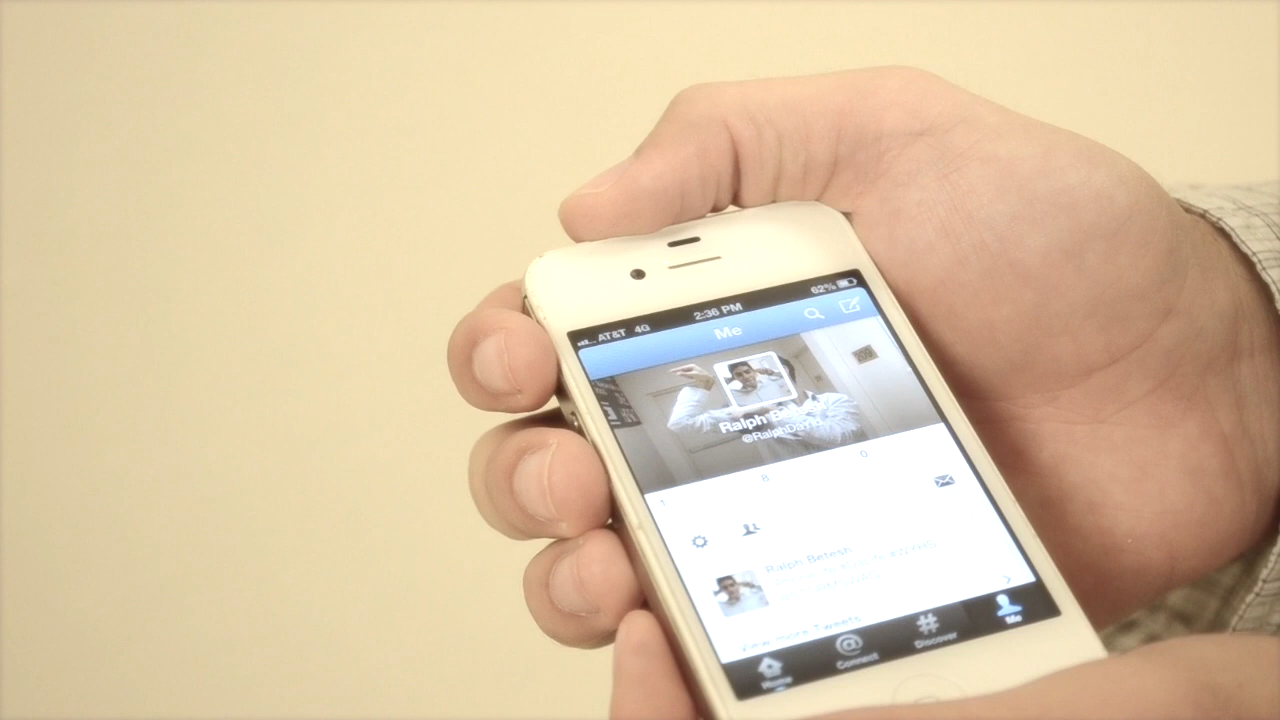 AT&T 4G 2:36 PM 62%
Me
Ralph Betesh
@RalphDavid
1 8 0
Ralph Betesh
View more Tweets
Home @ Connect # Discover Me